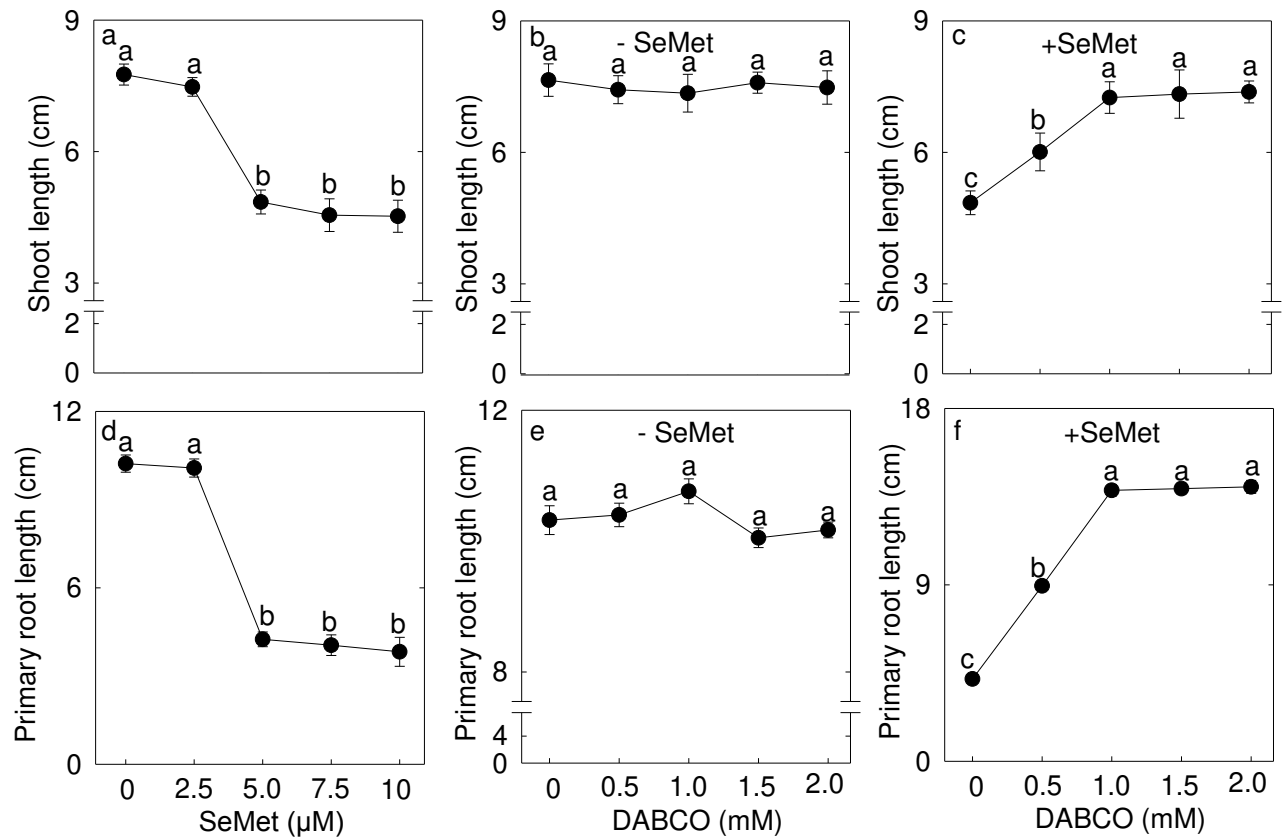 a
Shoot length (cm)
9
6
3
2
0
a
a
b
b
b
b
- SeMet
Shoot length (cm)
9
6
3
2
0
a
a
a
a
a
c
+SeMet
Shoot length (cm)
9
6
3
2
0
c
b
a
a
a
d
Primary root length (cm)
12
6
0
a
a
b
b
b
0 2.5 5.0 7.5 10
SeMet (µM)
e
- SeMet
Primary root length (cm)
12
8
4
0
a
a
a
a
a
0 0.5 1.0 1.5 2.0
DABCO (mM)
f
+SeMet
Primary root length (cm)
18
9
0
c
b
a
a
a
0 0.5 1.0 1.5 2.0
DABCO (mM)